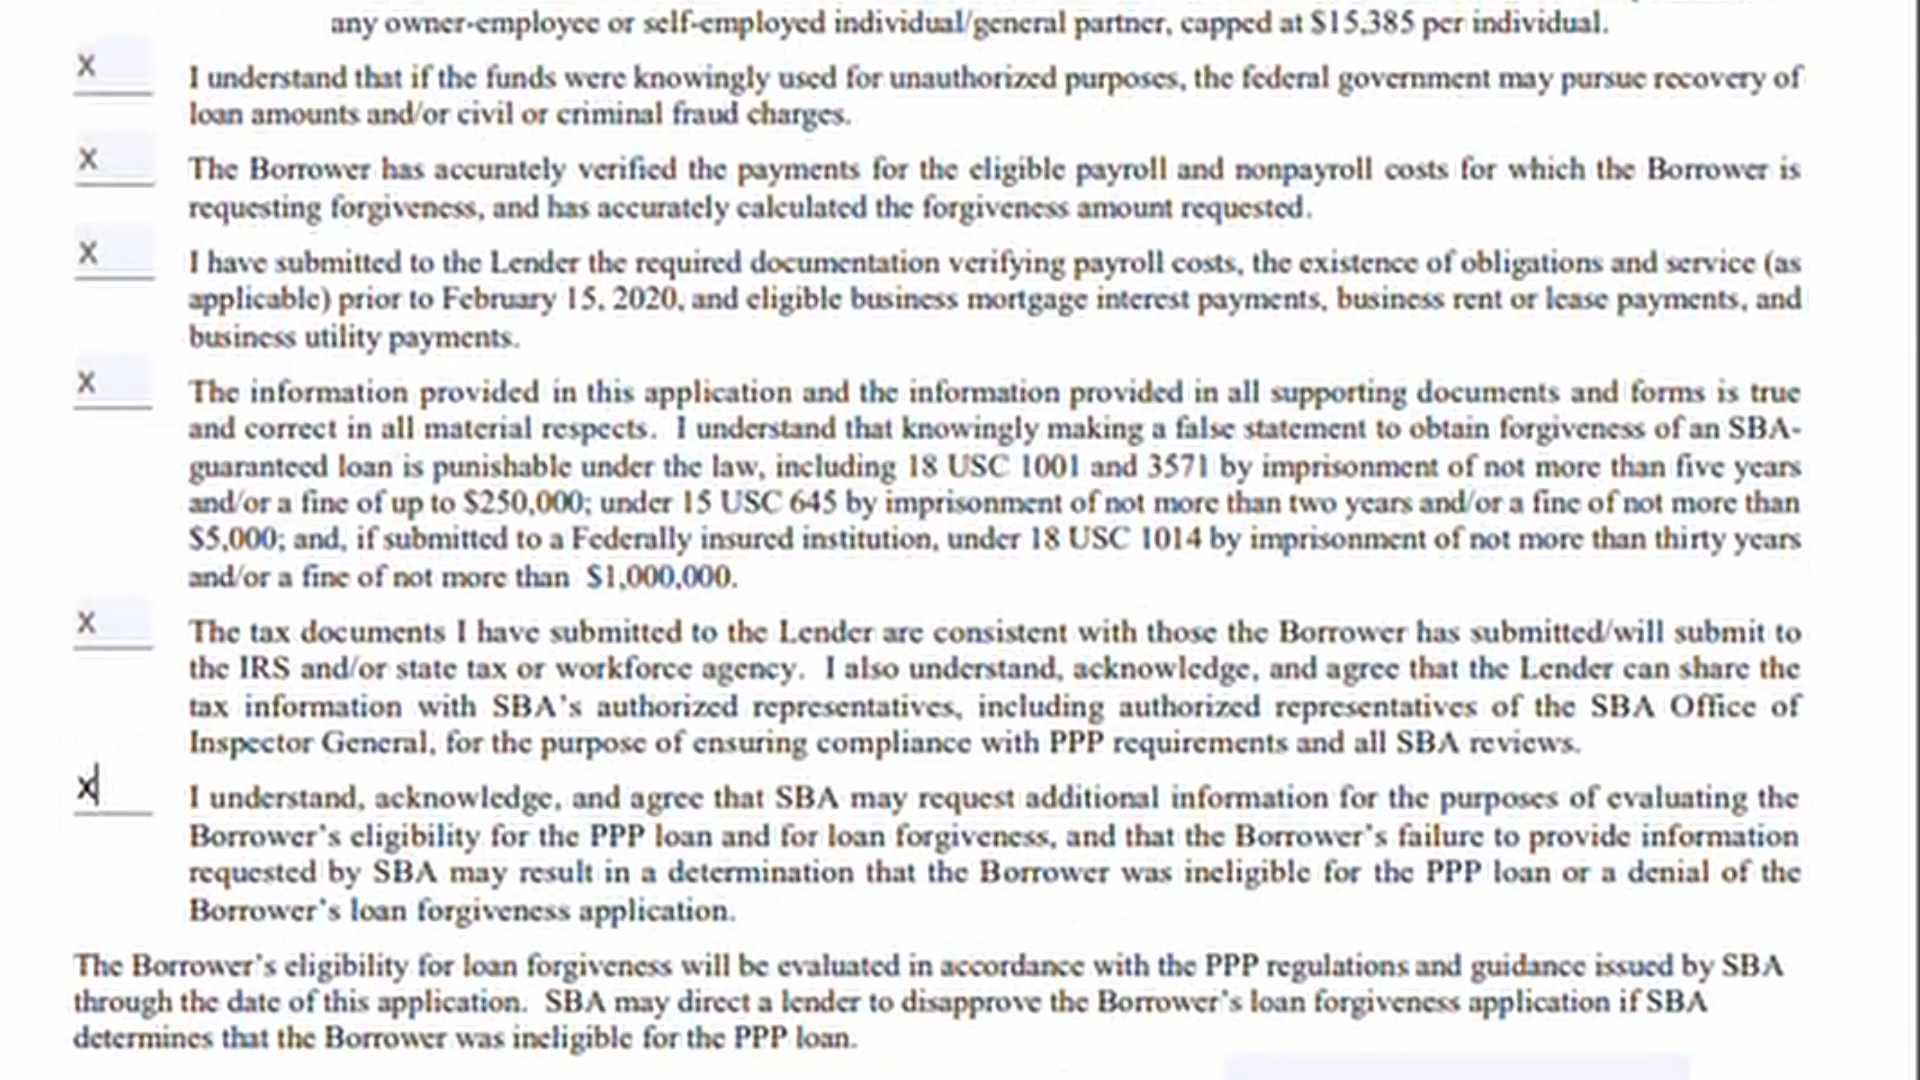 any owner-employee or self-employed individual/general partner, capped at $15,385 per individual.
X
I understand that if the funds were knowingly used for unauthorized purposes, the federal government may pursue recovery of
loan amounts and/or civil or criminal fraud charges.
X
The Borrower has accurately verified the payments for the eligible payroll and nonpayroll costs for which the Borrower is
requesting forgiveness, and has accurately calculated the forgiveness amount requested.
X
I have submitted to the Lender the required documentation verifying payroll costs, the existence of obligations and service (as
applicable) prior to February 15, 2020, and eligible business mortgage interest payments, business rent or lease payments, and
business utility payments.
X
The information provided in this application and the information provided in all supporting documents and forms is true
and correct in all material respects. I understand that knowingly making a false statement to obtain forgiveness of an SBA-
guaranteed loan is punishable under the law, including 18 USC 1001 and 3571 by imprisonment of not more than five years
and/or a fine of up to $250,000; under 15 USC 645 by imprisonment of not more than two years and/or a fine of not more than
$5,000; and, if submitted to a Federally insured institution, under 18 USC 1014 by imprisonment of not more than thirty years
and/or a fine of not more than $1,000,000.
X
The tax documents I have submitted to the Lender are consistent with those the Borrower has submitted/will submit to
the IRS and/or state tax or workforce agency. I also understand, acknowledge, and agree that the Lender can share the
tax information with SBA's authorized representatives, including authorized representatives of the SBA Office of
Inspector General, for the purpose of ensuring compliance with PPP requirements and all SBA reviews.
x
I understand, acknowledge, and agree that SBA may request additional information for the purposes of evaluating the
Borrower's eligibility for the PPP loan and for loan forgiveness, and that the Borrower's failure to provide information
requested by SBA may result in a determination that the Borrower was ineligible for the PPP loan or a denial of the
Borrower's loan forgiveness application.
The Borrower's eligibility for loan forgiveness will be evaluated in accordance with the PPP regulations and guidance issued by SBA
through the date of this application. SBA may direct a lender to disapprove the Borrower's loan forgiveness application if SBA
determines that the Borrower was ineligible for the PPP loan.